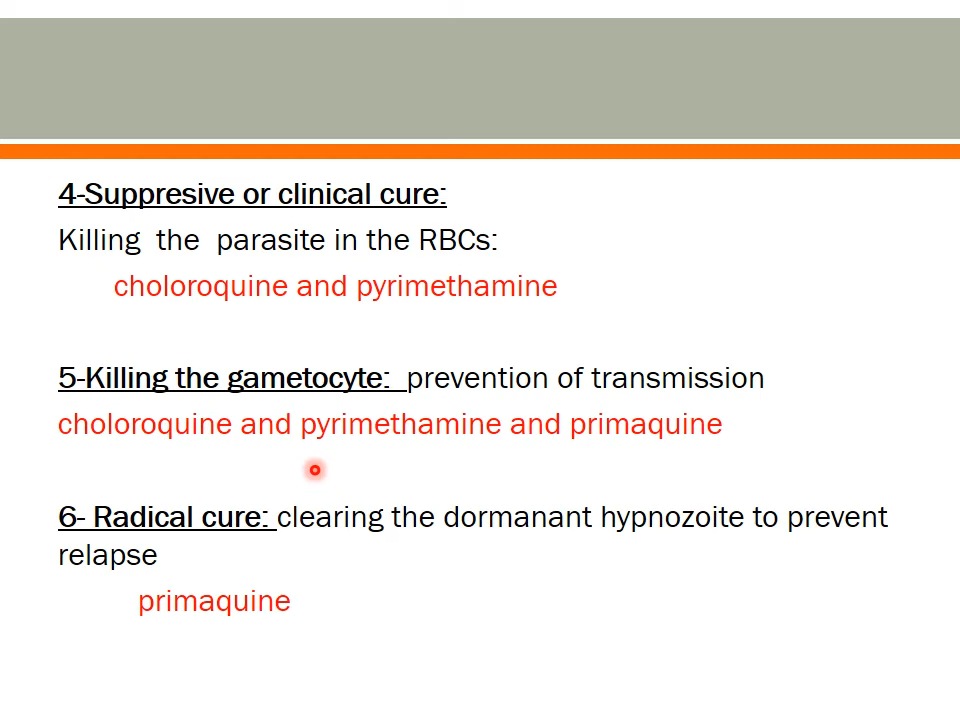 4-Suppresive or clinical cure:
Killing the parasite in the RBCs:
choloroquine and pyrimethamine
5-Killing the gametocyte: prevention of transmission
choloroquine and pyrimethamine and primaquine
6- Radical cure: clearing the dormanant hypnozoite to prevent
relapse
primaquine